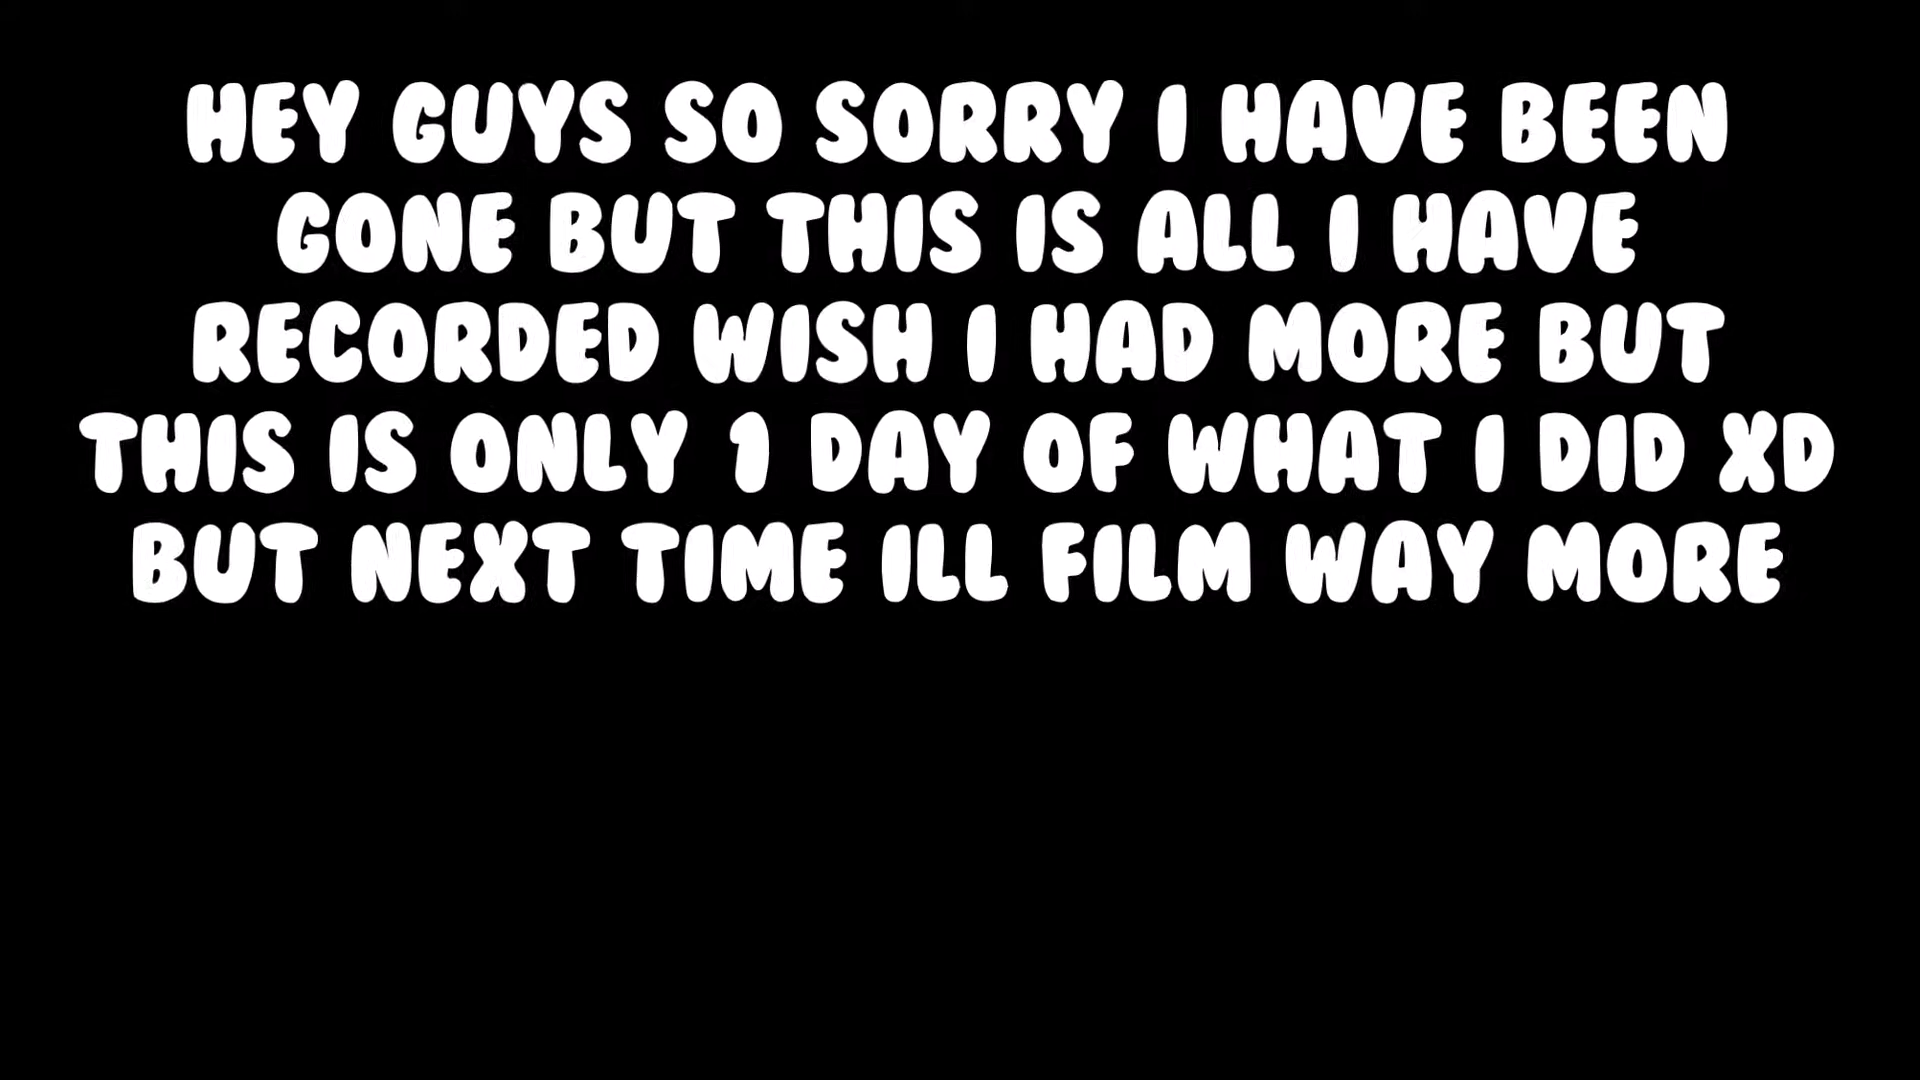 HEY GUYS SO SORRY I HAVE BEEN
GONE BUT THIS IS ALL I HAVE
RECORDED WISH I HAD MORE BUT
THIS IS ONLY 1 DAY OF WHAT I DID XD
BUT NEXT TIME ILL FILM WAY MORE